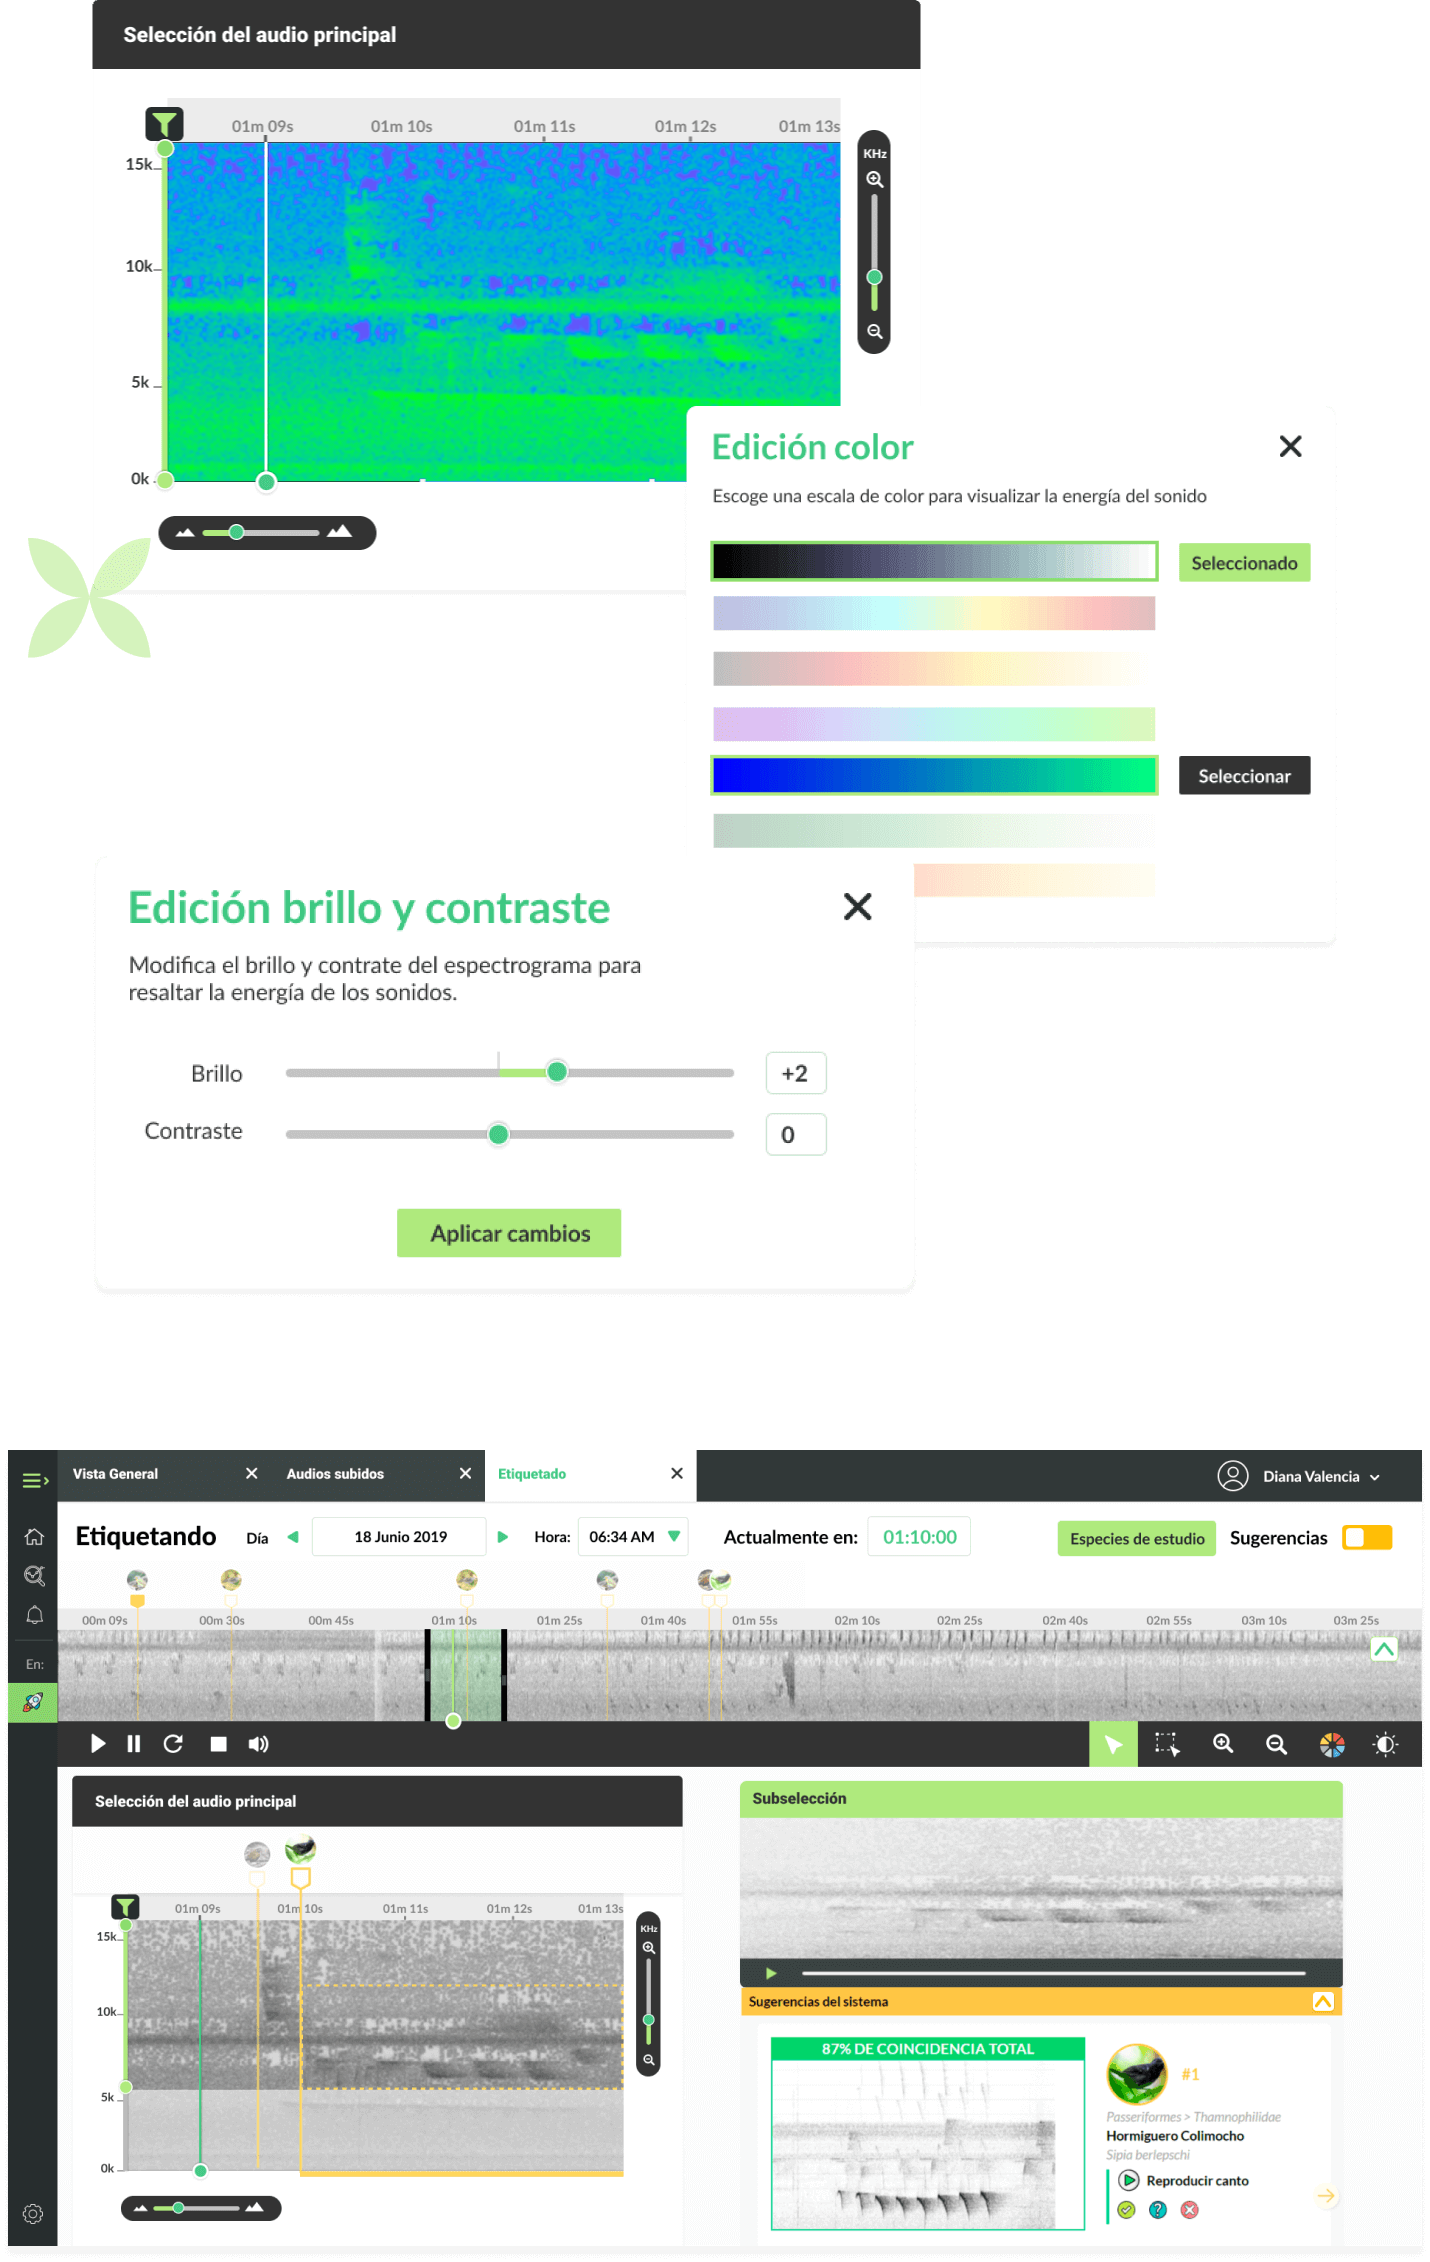 Selección del audio principal
01m 09s 01m 10s 01m 11s 01m 12s 01m 13s
KHz
15k
10k
5k
0k
Edición color
Escoge una escala de color para visualizar la energía del sonido
Seleccionado
Seleccionar
Edición brillo y contraste
Modifica el brillo y contrate del espectrograma para
resaltar la energía de los sonidos.
Brillo +2
Contraste 0
Aplicar cambios
Vista General Audios subidos Etiquetado Diana Valencia
Etiquetando Día 18 Junio 2019 Hora: 06:34 AM Actualmente en: 01:10:00 Especies de estudio Sugerencias
00m 09s 00m 30s 00m 45s 01m 10s 01m 25s 01m 40s 01m 55s 02m 10s 02m 25s 02m 40s 02m 55s 03m 10s 03m 25s
En:
Selección del audio principal
01m 09s 01m 10s 01m 11s 01m 12s 01m 13s
KHz
15k
10k
5k
0k
Subselección
Sugerencias del sistema
87% DE COINCIDENCIA TOTAL
#1
Passeriformes > Thamnophilidae
Hormiguero Colimocho
Sipia berlepschi
Reproducir canto